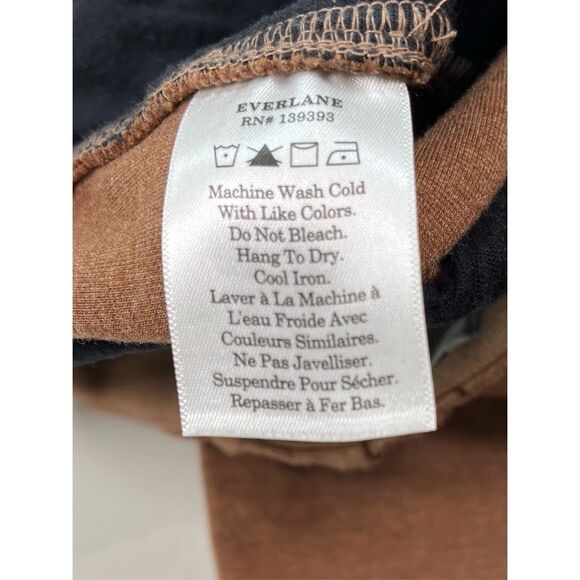 EVERLANE
RN# 139393
Machine Wash Cold
With Like Colors.
Do Not Bleach.
Hang To Dry.
Cool Iron.
Laver à La Machine à
L'eau Froide Avec
Couleurs Similaires.
Ne Pas Javelliser.
Suspendre Pour Sécher.
Repasser à Fer Bas.